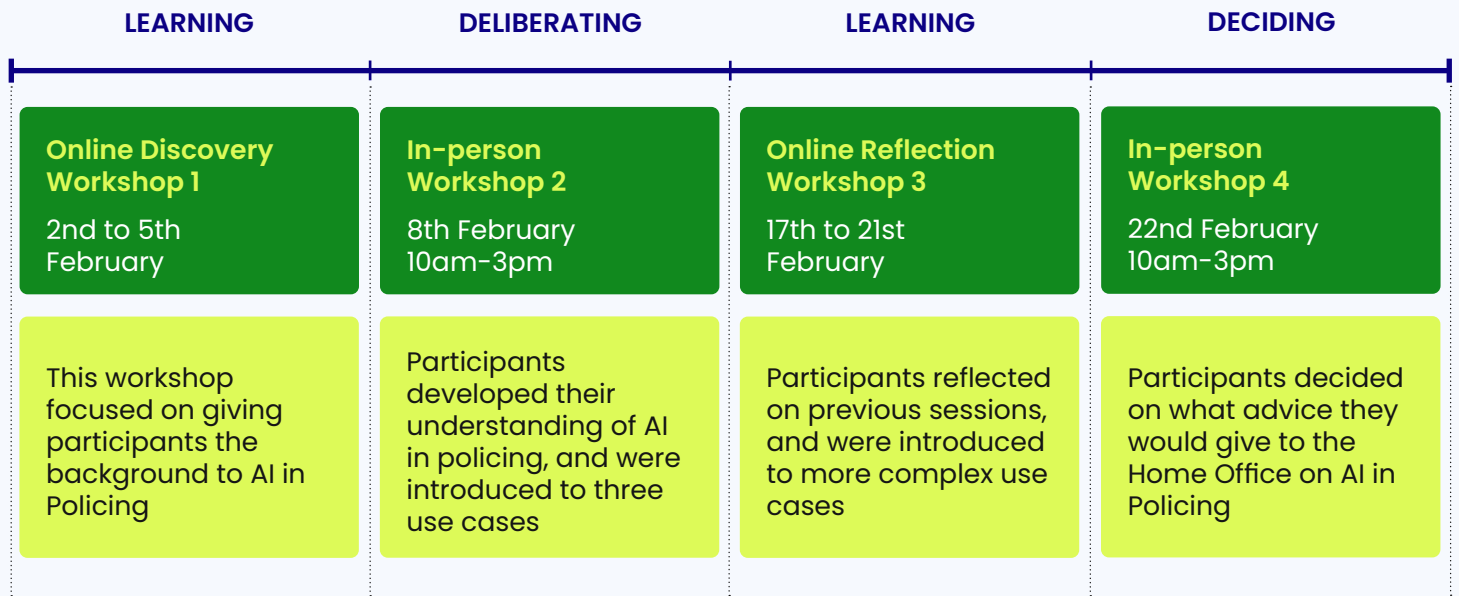 LEARNING
DELIBERATING
LEARNING
DECIDING
Online Discovery
Workshop 1
2nd to 5th
February
In-person
Workshop 2
8th February
10am-3pm
Online Reflection
Workshop 3
17th to 21st
February
In-person
Workshop 4
22nd February
10am-3pm
This workshop
focused on giving
participants the
background to AI in
Policing
Participants
developed their
understanding of AI
in policing, and were
introduced to three
use cases
Participants reflected
on previous sessions,
and were introduced
to more complex use
cases
Participants decided
on what advice they
would give to the
Home Office on AI in
Policing